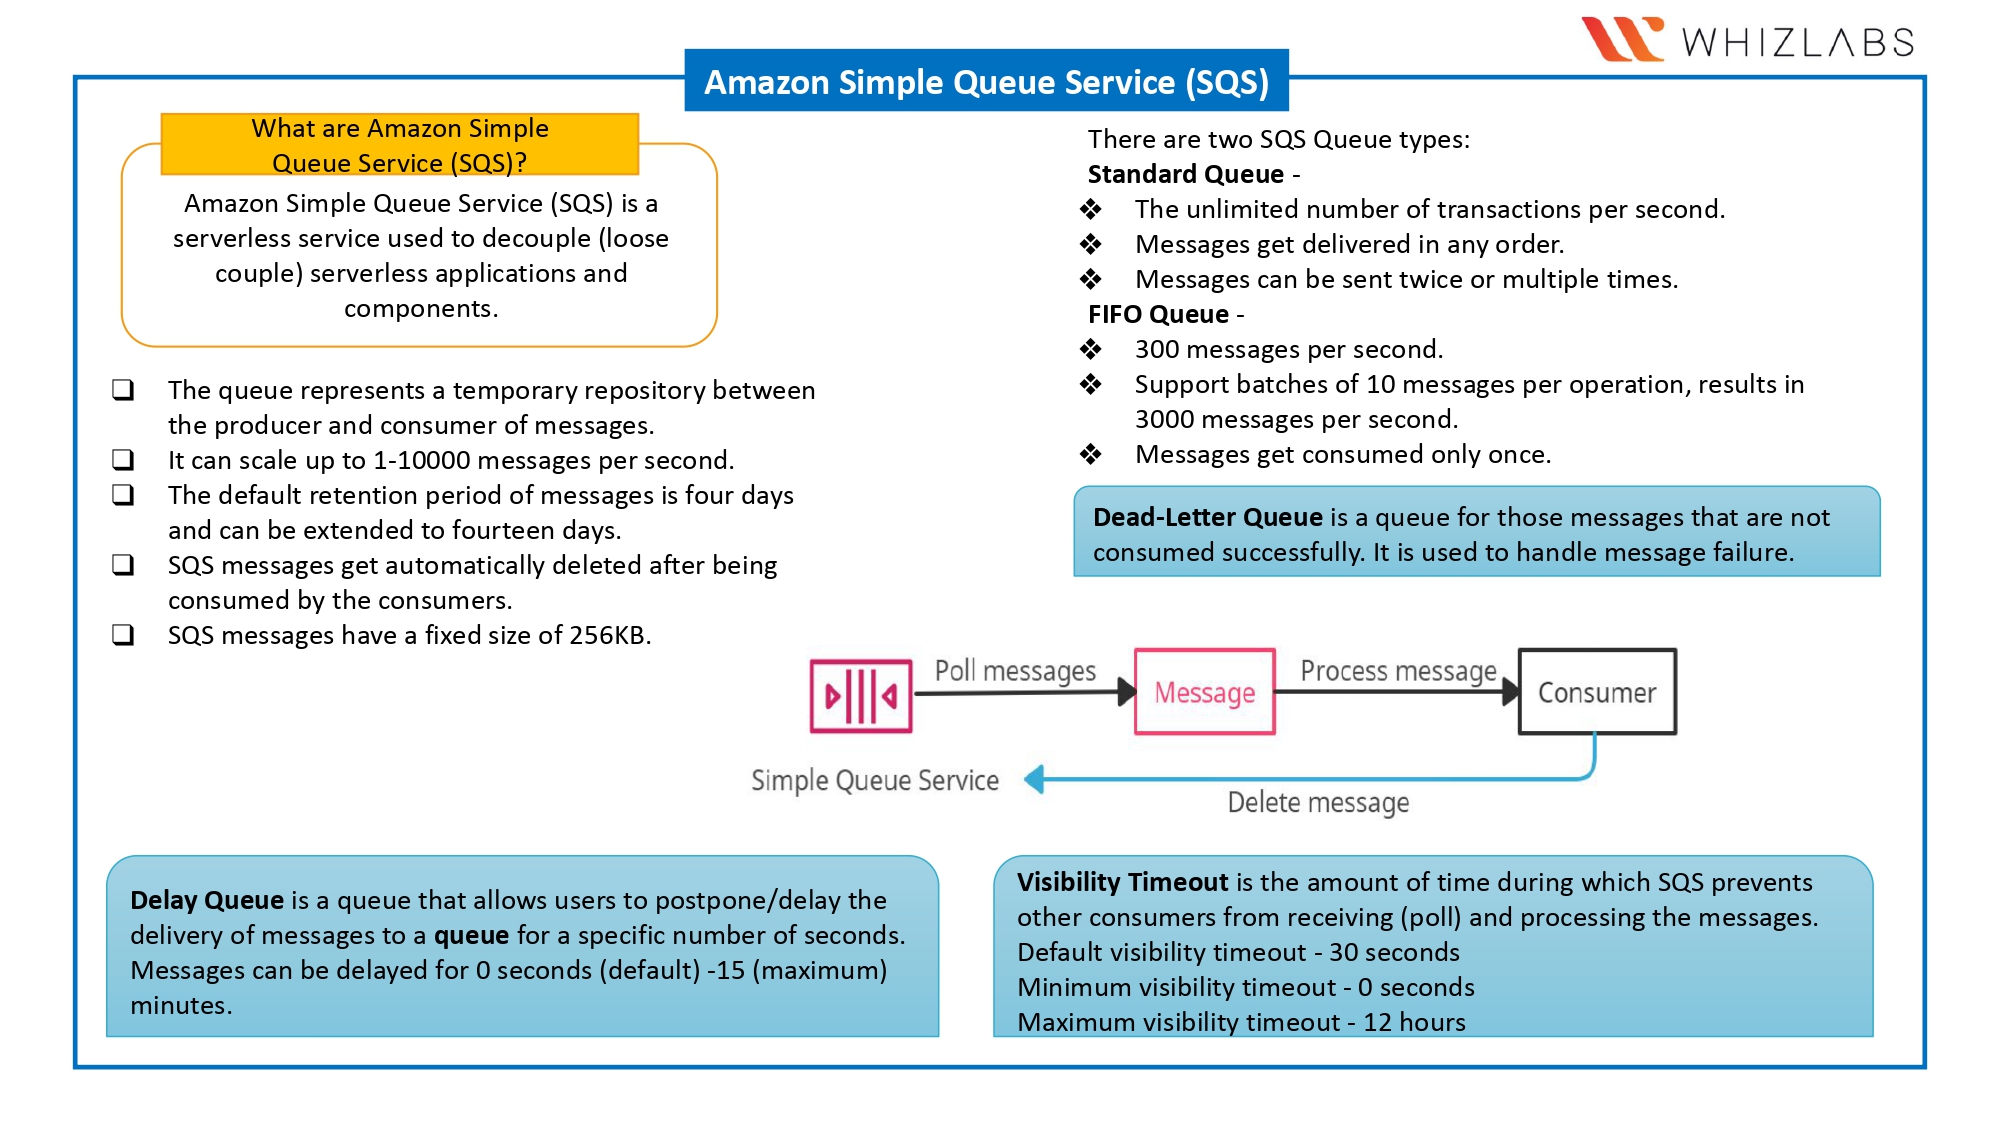 WHIZLABS
Amazon Simple Queue Service (SQS)
What are Amazon Simple
Queue Service (SQS)?
Amazon Simple Queue Service (SQS) is a
serverless service used to decouple (loose
couple) serverless applications and
components.
❏ The queue represents a temporary repository between
the producer and consumer of messages.
❏ It can scale up to 1-10000 messages per second.
❏ The default retention period of messages is four days
and can be extended to fourteen days.
❏ SQS messages get automatically deleted after being
consumed by the consumers.
❏ SQS messages have a fixed size of 256KB.
There are two SQS Queue types:
Standard Queue -
❖ The unlimited number of transactions per second.
❖ Messages get delivered in any order.
❖ Messages can be sent twice or multiple times.
FIFO Queue -
❖ 300 messages per second.
❖ Support batches of 10 messages per operation, results in
3000 messages per second.
❖ Messages get consumed only once.
Dead-Letter Queue is a queue for those messages that are not
consumed successfully. It is used to handle message failure.
Poll messages
Message
Process message
Consumer
Simple Queue Service
Delete message
Delay Queue is a queue that allows users to postpone/delay the
delivery of messages to a queue for a specific number of seconds.
Messages can be delayed for 0 seconds (default) -15 (maximum)
minutes.
Visibility Timeout is the amount of time during which SQS prevents
other consumers from receiving (poll) and processing the messages.
Default visibility timeout - 30 seconds
Minimum visibility timeout - 0 seconds
Maximum visibility timeout - 12 hours